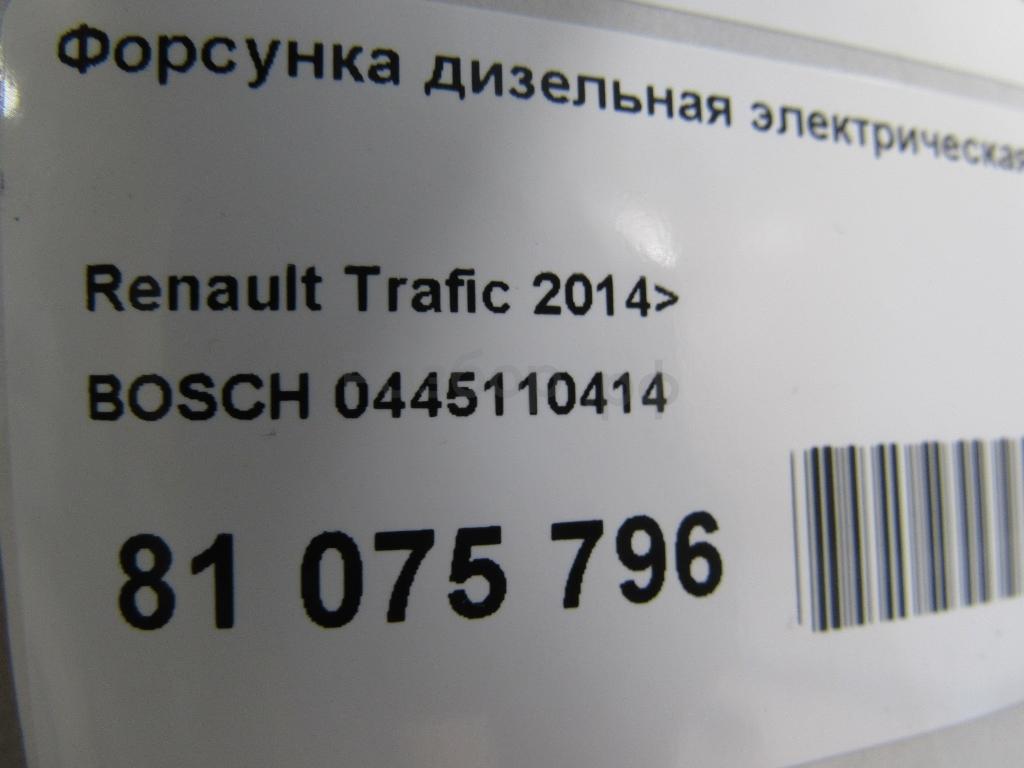 Форсунка дизельная электрическая
Renault Trafic 2014>
BOSCH 0445110414
81 075 796